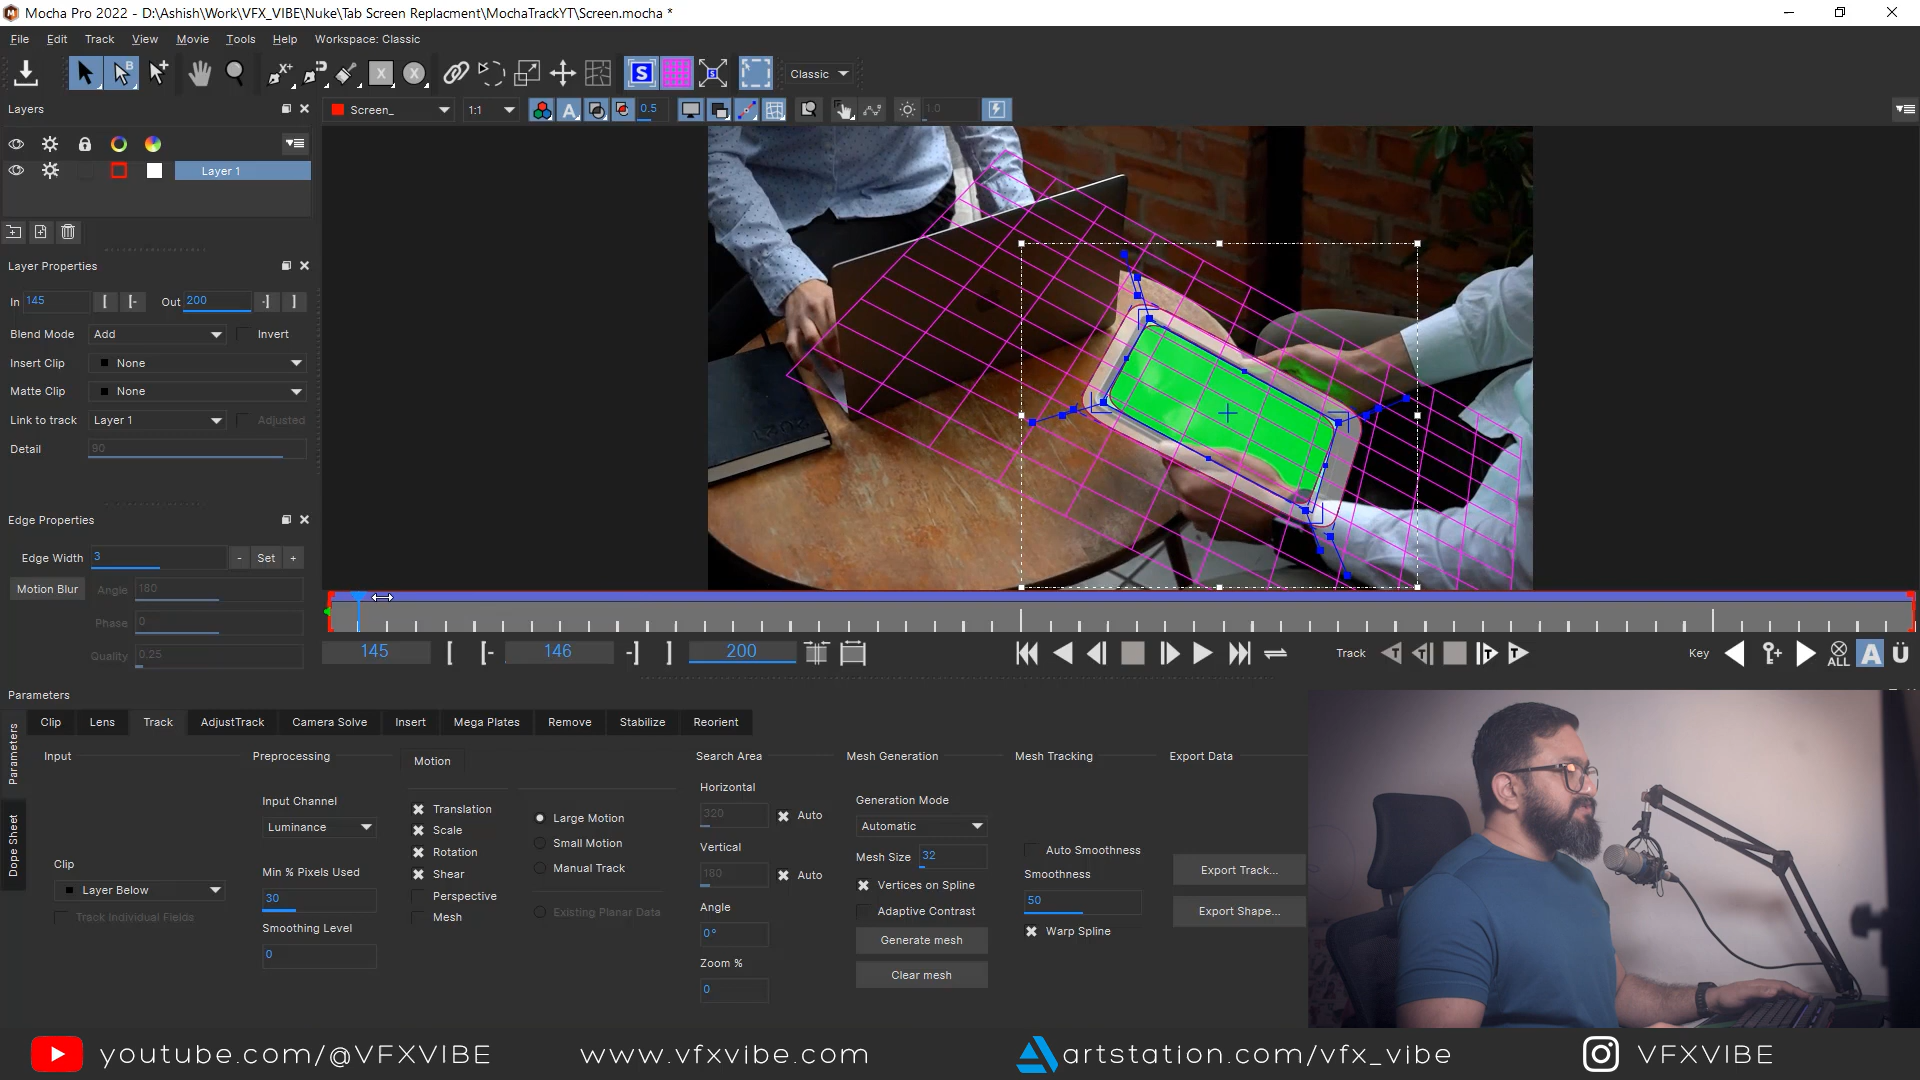 Mocha Pro 2022 - D:\Ashish\Work\VFX_VIBE\Nuke\Tab Screen Replacment\MochaTrackYT\Screen.mocha *
File Edit Track View Movie Tools Help Workspace: Classic
Classic
Layers
Screen_ 1:1 0.5 1.0
Layer 1
Layer Properties
In 145 Out 200
Blend Mode Add Invert
Insert Clip None
Matte Clip None
Link to track Layer 1 Adjusted
Detail 90
Edge Properties
Edge Width 3 - Set +
Motion Blur Angle 180
Phase 0
Quality 0.25
145 146 200 Track Key ALL
Parameters
Parameters
Dope Sheet
Clip Lens Track AdjustTrack Camera Solve Insert Mega Plates Remove Stabilize Reorient
Input
Clip
Layer Below
Track Individual Fields
Preprocessing
Input Channel
Luminance
Min % Pixels Used
30
Smoothing Level
0
Motion
Translation
Scale
Rotation
Shear
Perspective
Mesh
Large Motion
Small Motion
Manual Track
Existing Planar Data
Search Area
Horizontal
320 Auto
Vertical
180 Auto
Angle
0°
Zoom %
0
Mesh Generation
Generation Mode
Automatic
Mesh Size 32
Vertices on Spline
Adaptive Contrast
Generate mesh
Clear mesh
Mesh Tracking
Auto Smoothness
Smoothness
50
Warp Spline
Export Data
Export Track...
Export Shape...
youtube.com/@VFXVIBE www.vfxvibe.com artstation.com/vfx_vibe VFXVIBE